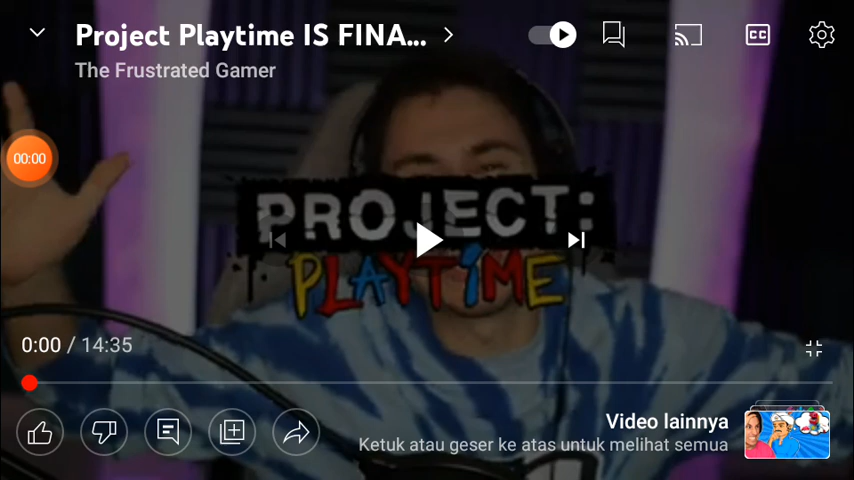 Project Playtime IS FINA...
The Frustrated Gamer
CC
00:00
PROJECT:
PLAYTIME
0:00 / 14:35
Video lainnya
Ketuk atau geser ke atas untuk melihat semua